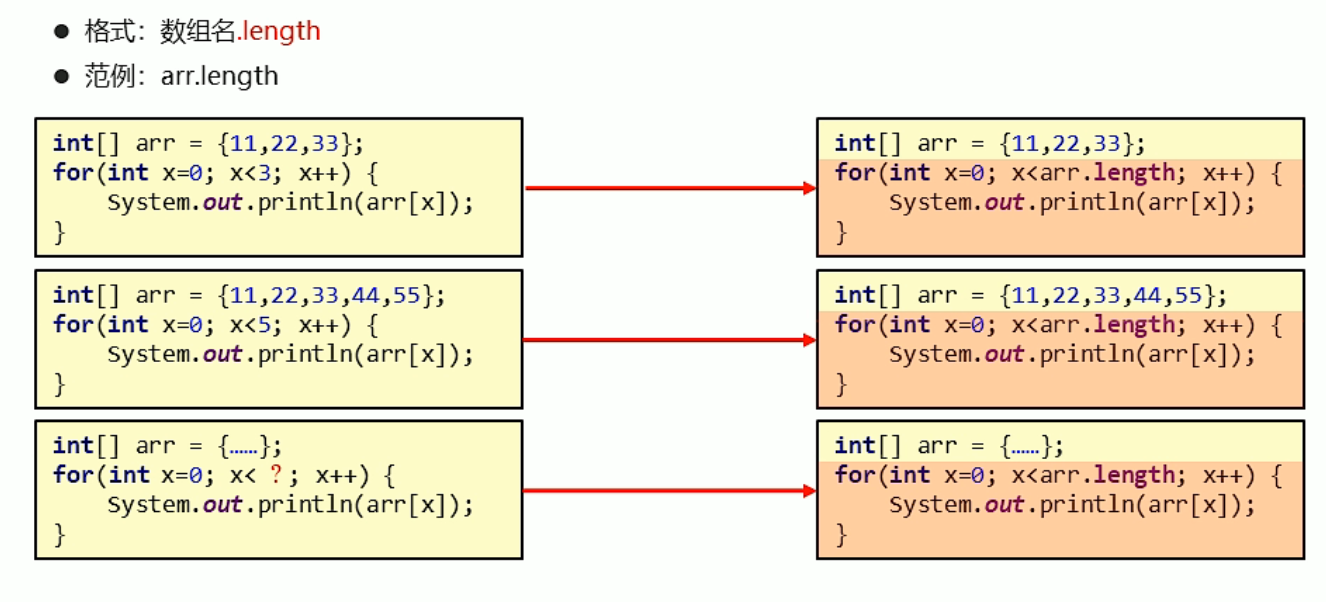 ● 格式：数组名.length
● 范例：arr.length
int[] arr = {11,22,33};
for(int x=0; x<3; x++) {
    System.out.println(arr[x]);
}
int[] arr = {11,22,33};
for(int x=0; x<arr.length; x++) {
    System.out.println(arr[x]);
}
int[] arr = {11,22,33,44,55};
for(int x=0; x<5; x++) {
    System.out.println(arr[x]);
}
int[] arr = {11,22,33,44,55};
for(int x=0; x<arr.length; x++) {
    System.out.println(arr[x]);
}
int[] arr = {……};
for(int x=0; x< ？; x++) {
    System.out.println(arr[x]);
}
int[] arr = {……};
for(int x=0; x<arr.length; x++) {
    System.out.println(arr[x]);
}